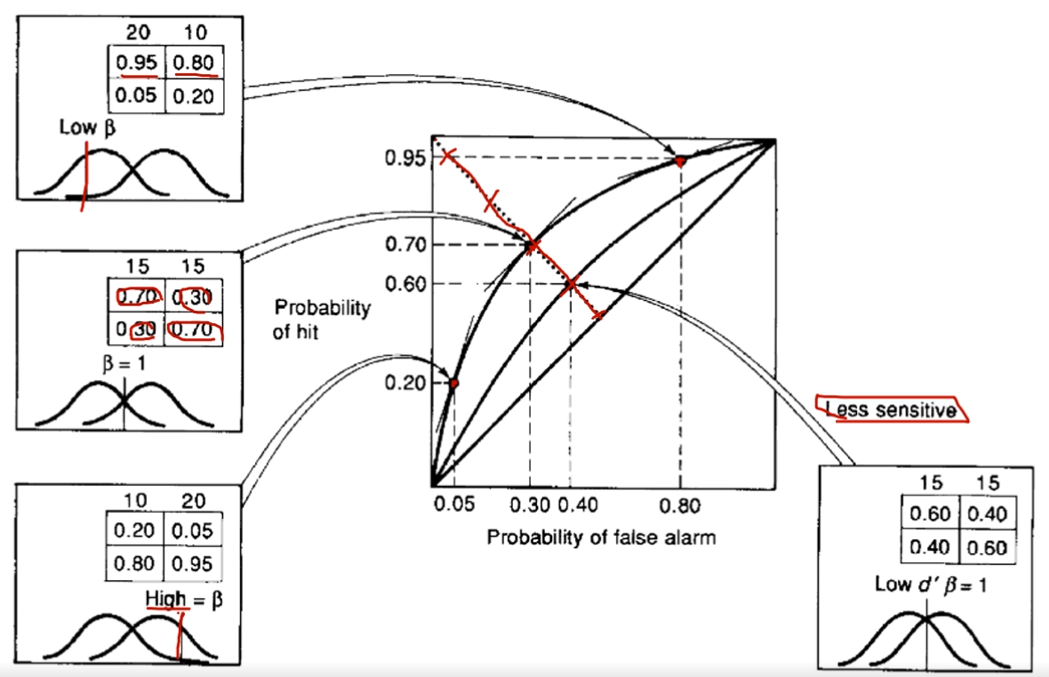 20 10
0.95 0.80
0.05 0.20
Low β
15 15
0.70 0.30
0.30 0.70
β = 1
10 20
0.20 0.05
0.80 0.95
High = β
Probability
of hit
0.95
0.70
0.60
0.20
0.05 0.30 0.40 0.80
Probability of false alarm
Less sensitive
15 15
0.60 0.40
0.40 0.60
Low d′ β = 1